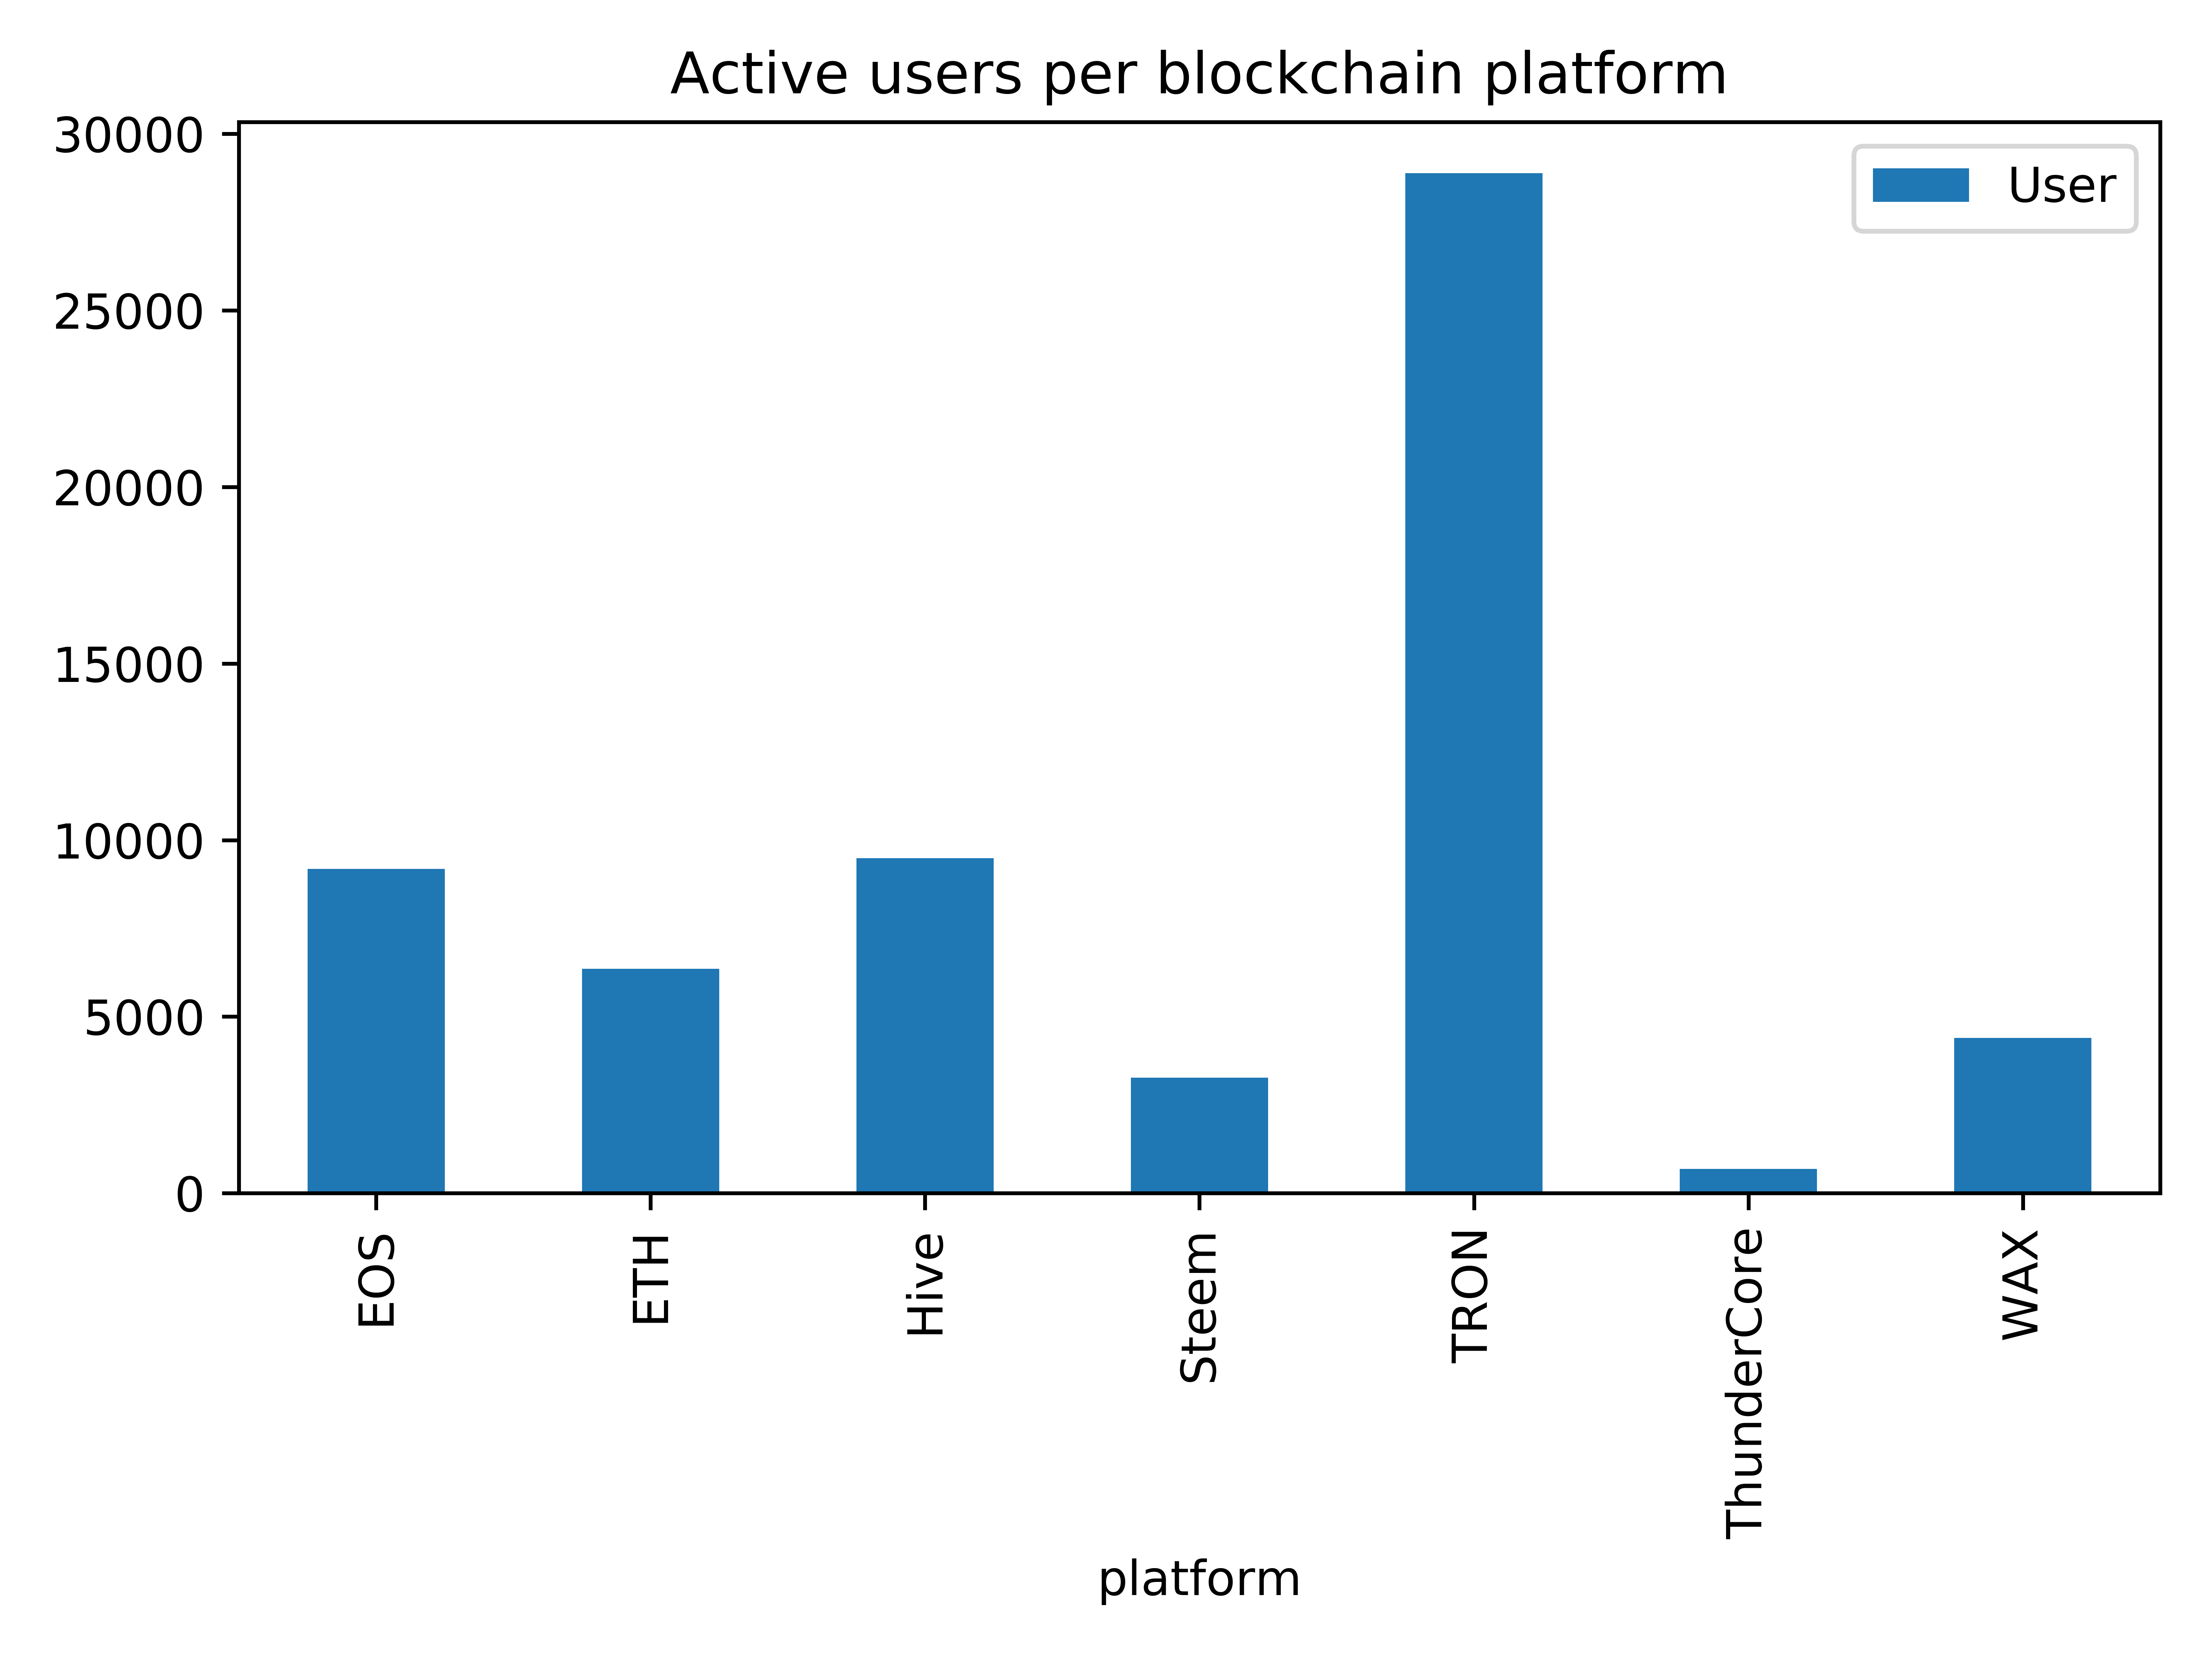 Active users per blockchain platform
30000
25000
20000
15000
10000
5000
0
User
EOS
ETH
Hive
Steem
TRON
ThunderCore
WAX
platform